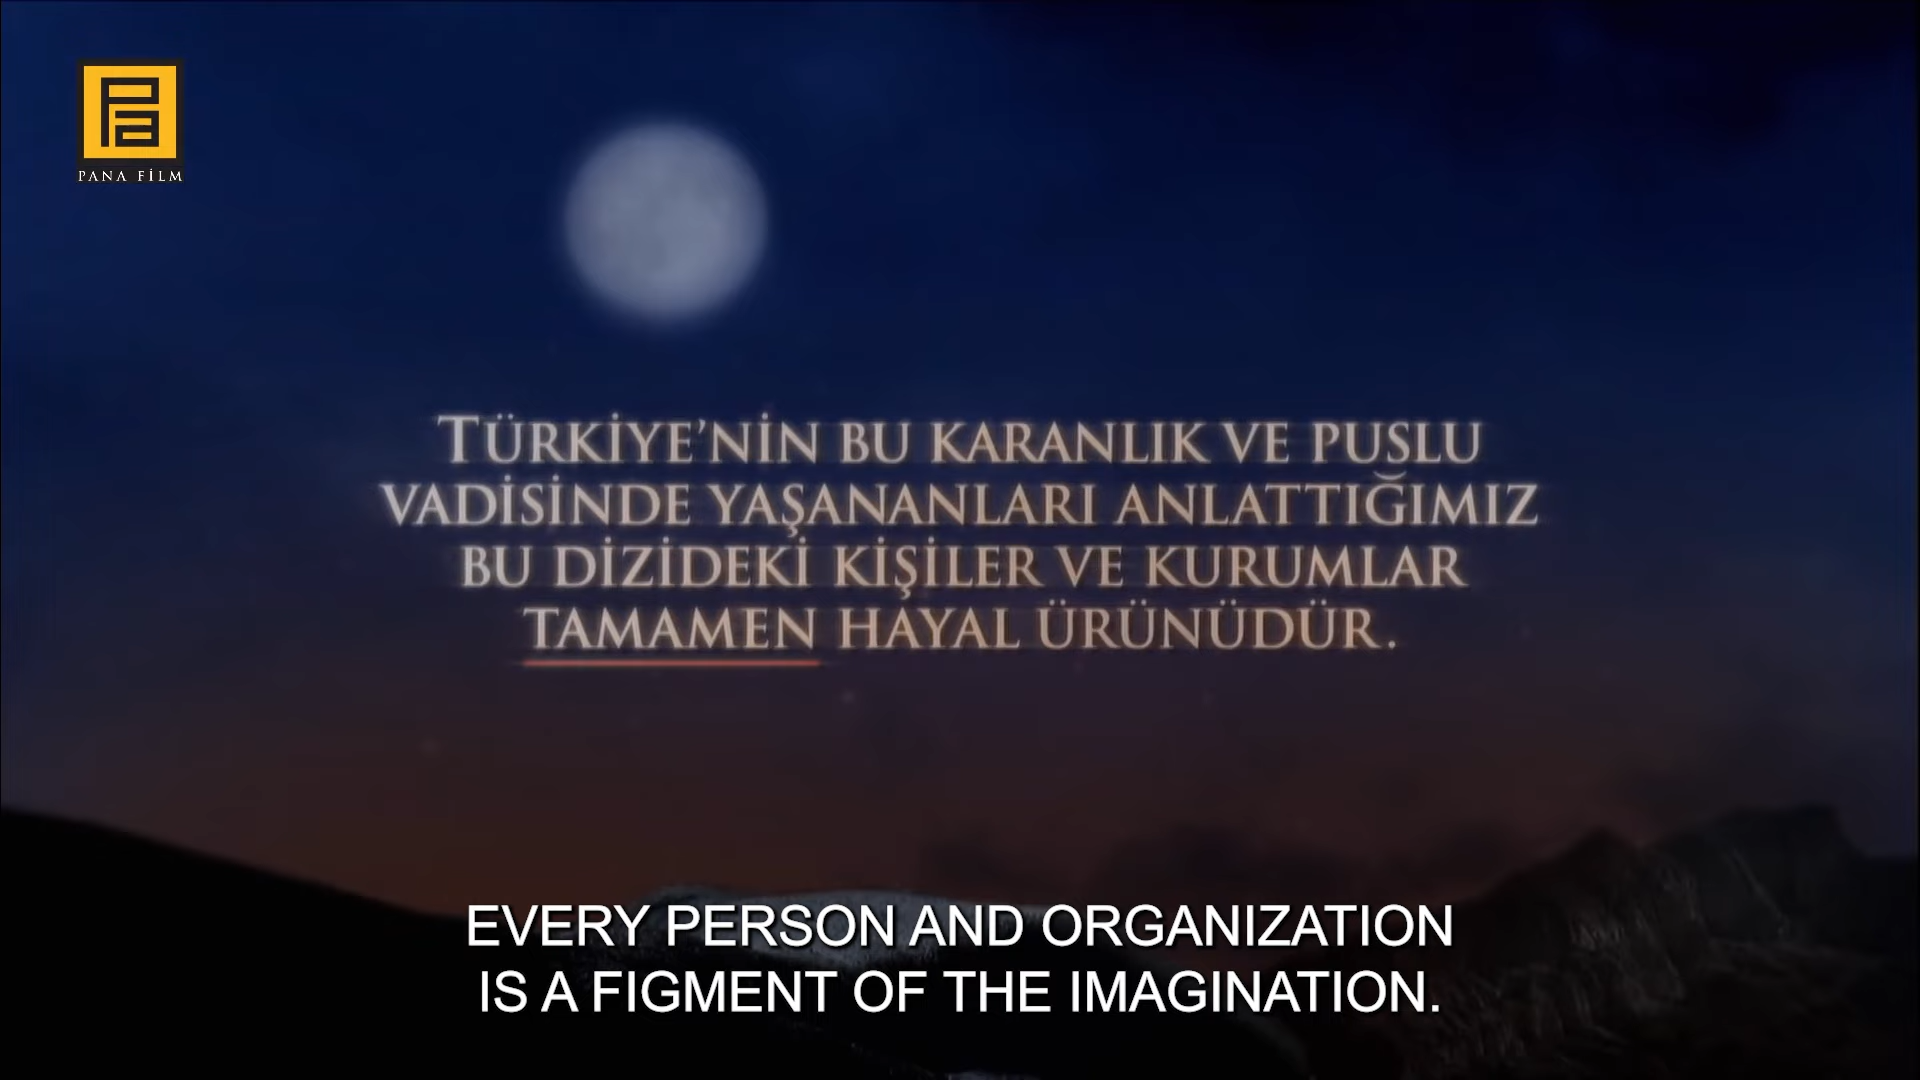 PANA FİLM
TÜRKİYE'NİN BU KARANLIK VE PUSLU
VADİSİNDE YAŞANANLARI ANLATTIĞIMIZ
BU DİZİDEKİ KİŞİLER VE KURUMLAR
TAMAMEN HAYAL ÜRÜNÜDÜR.
EVERY PERSON AND ORGANIZATION
IS A FIGMENT OF THE IMAGINATION.